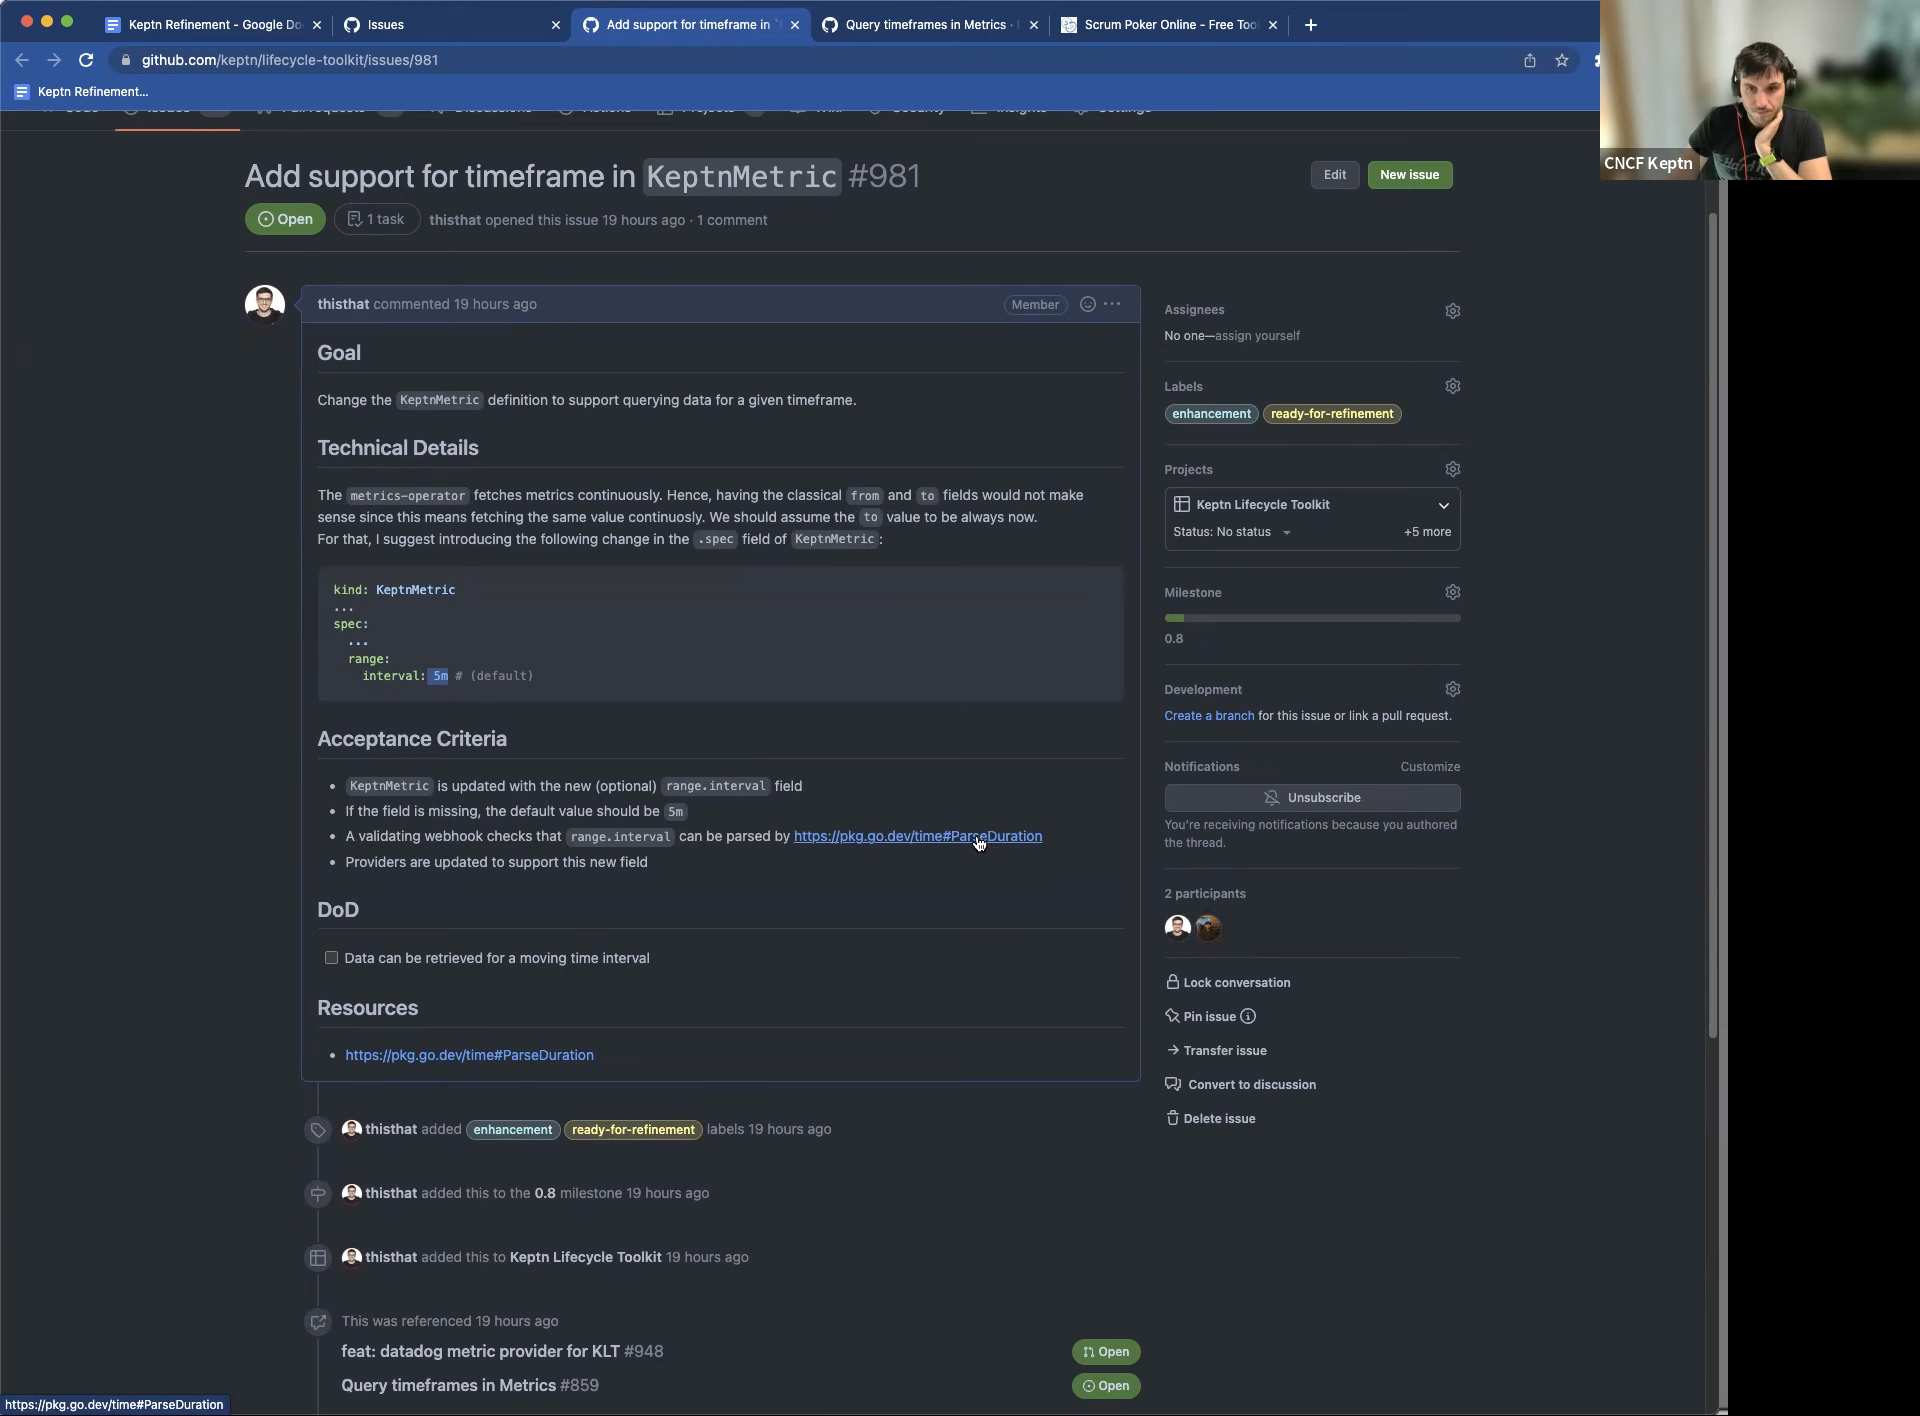 Keptn Refinement - Google Do
Issues
Add support for timeframe in `
Query timeframes in Metrics ·
Scrum Poker Online - Free Too
github.com/keptn/lifecycle-toolkit/issues/981
Keptn Refinement...
CNCF Keptn
Add support for timeframe in KeptnMetric #981
Edit
New issue
Open
1 task
thisthat opened this issue 19 hours ago · 1 comment
thisthat commented 19 hours ago
Member
Goal
Change the KeptnMetric definition to support querying data for a given timeframe.
Technical Details
The metrics-operator fetches metrics continuously. Hence, having the classical from and to fields would not make
sense since this means fetching the same value continuosly. We should assume the to value to be always now.
For that, I suggest introducing the following change in the .spec field of KeptnMetric:
kind: KeptnMetric
...
spec:
...
range:
interval: 5m # (default)
Acceptance Criteria
• KeptnMetric is updated with the new (optional) range.interval field
• If the field is missing, the default value should be 5m
• A validating webhook checks that range.interval can be parsed by https://pkg.go.dev/time#ParseDuration
• Providers are updated to support this new field
DoD
Data can be retrieved for a moving time interval
Resources
• https://pkg.go.dev/time#ParseDuration
thisthat added enhancement ready-for-refinement labels 19 hours ago
thisthat added this to the 0.8 milestone 19 hours ago
thisthat added this to Keptn Lifecycle Toolkit 19 hours ago
This was referenced 19 hours ago
feat: datadog metric provider for KLT #948
Open
Query timeframes in Metrics #859
Open
Assignees
No one—assign yourself
Labels
enhancement
ready-for-refinement
Projects
Keptn Lifecycle Toolkit
Status: No status
+5 more
Milestone
0.8
Development
Create a branch for this issue or link a pull request.
Notifications
Customize
Unsubscribe
You're receiving notifications because you authored
the thread.
2 participants
Lock conversation
Pin issue
Transfer issue
Convert to discussion
Delete issue
https://pkg.go.dev/time#ParseDuration